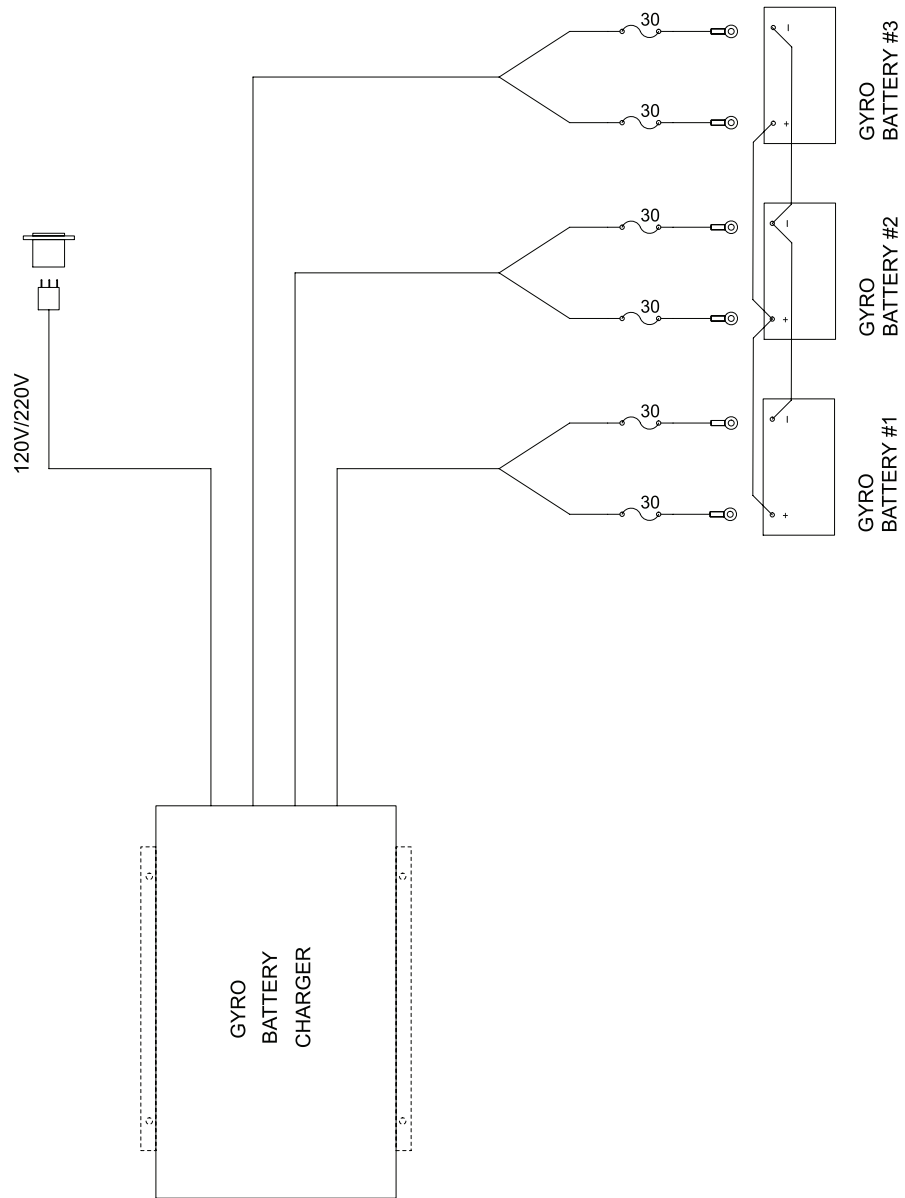 120V/220V
30
30
30
30
30
30
-
+
-
+
-
+
GYRO
BATTERY #3
GYRO
BATTERY #2
GYRO
BATTERY #1
GYRO
BATTERY
CHARGER